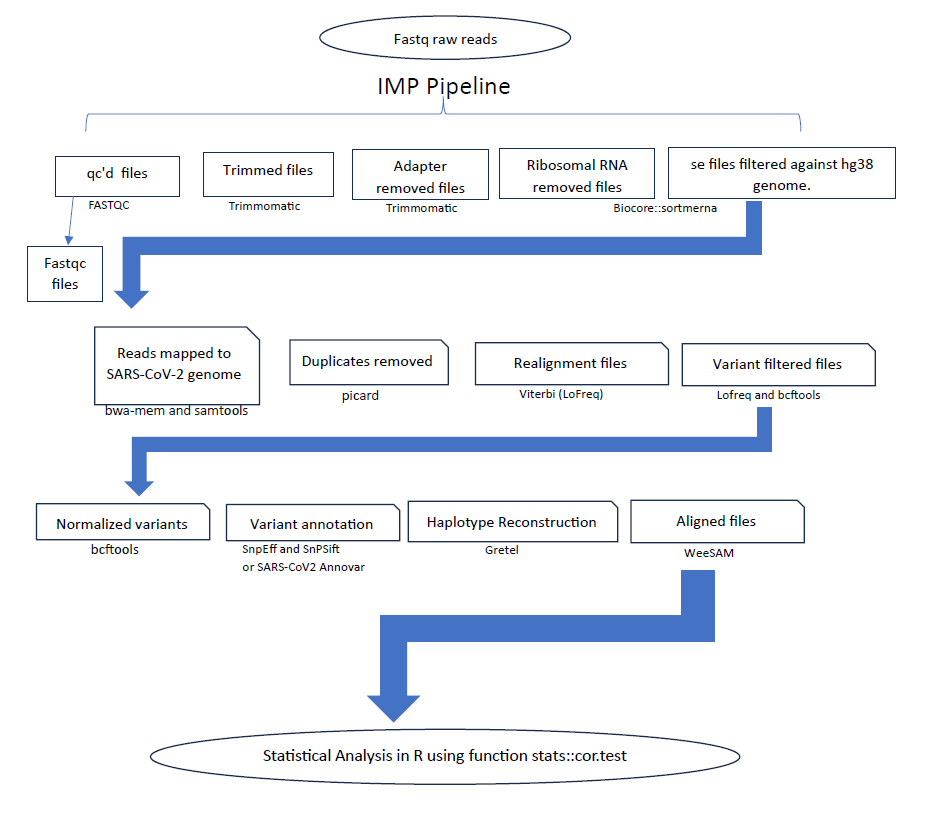 Fastq raw reads
IMP Pipeline
qc'd  files
FASTQC
Trimmed files
Trimmomatic
Adapter
removed files
Trimmomatic
Ribosomal RNA
removed files
se files filtered against hg38
genome.
Biocore::sortmerna
Fastqc
files
Reads mapped to
SARS-CoV-2 genome
bwa-mem and samtools
Duplicates removed
picard
Realignment files
Viterbi (LoFreq)
Variant filtered files
Lofreq and bcftools
Normalized variants
bcftools
Variant annotation
SnpEff and SnPSift
or SARS-CoV2 Annovar
Haplotype Reconstruction
Gretel
Aligned files
WeeSAM
Statistical Analysis in R using function stats::cor.test